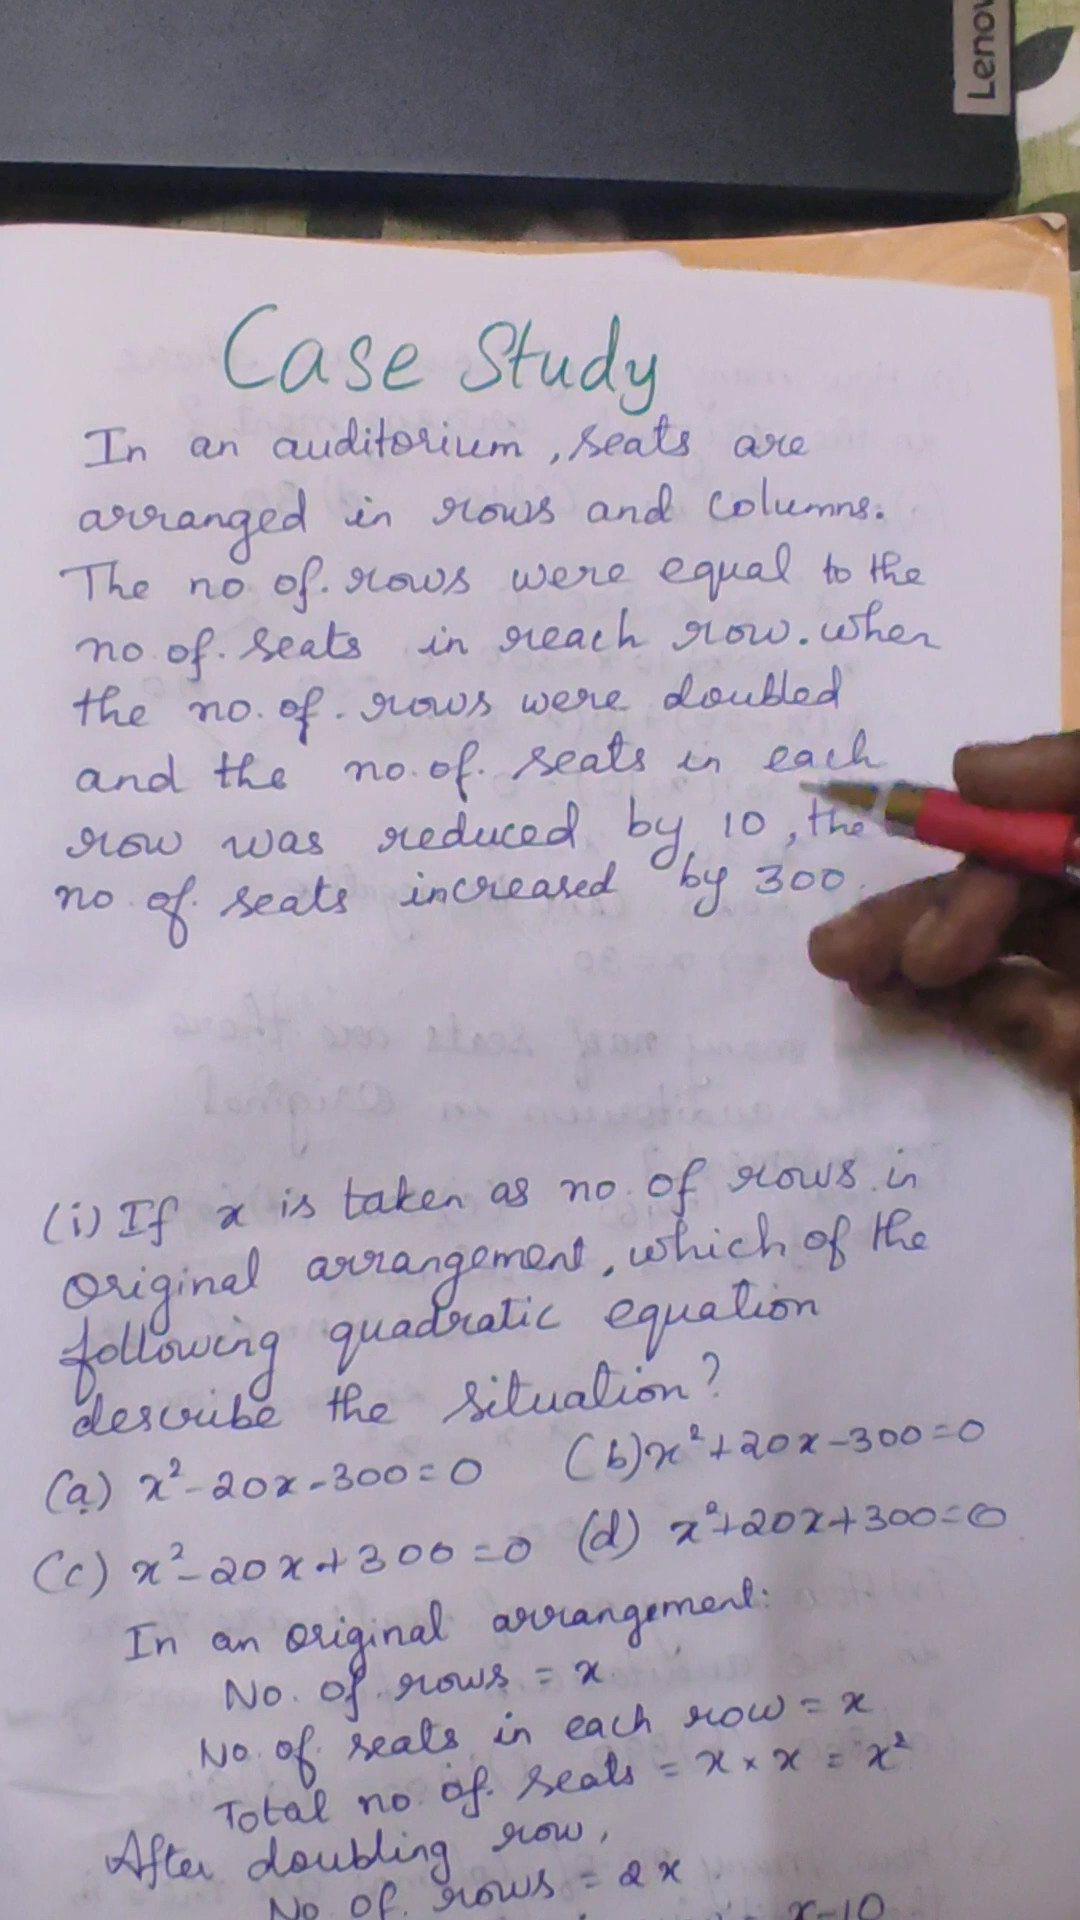 Lenov
Case Study
In an auditorium, seats are
arranged in rows and columns.
The no of. rows were equal to the
no. of. seats in reach row. when
the no. of. rows were doubled
and the no. of. seats in each
row was reduced by 10, the
no. of. seats increased by 300.
(i) If x is taken as no. of rows in
original arrangement, which of the
following quadratic equation
describe the situation?
(a) x²-20x-300=0 (b) x²+20x-300=0
(c) x²-20x+300=0 (d) x²+20x+300=0
In an original arrangement:
No. of. rows = x
No. of. seats in each row = x
Total no. of. seats = x × x = x²
After doubling row,
No of. rows = 2x
x-10